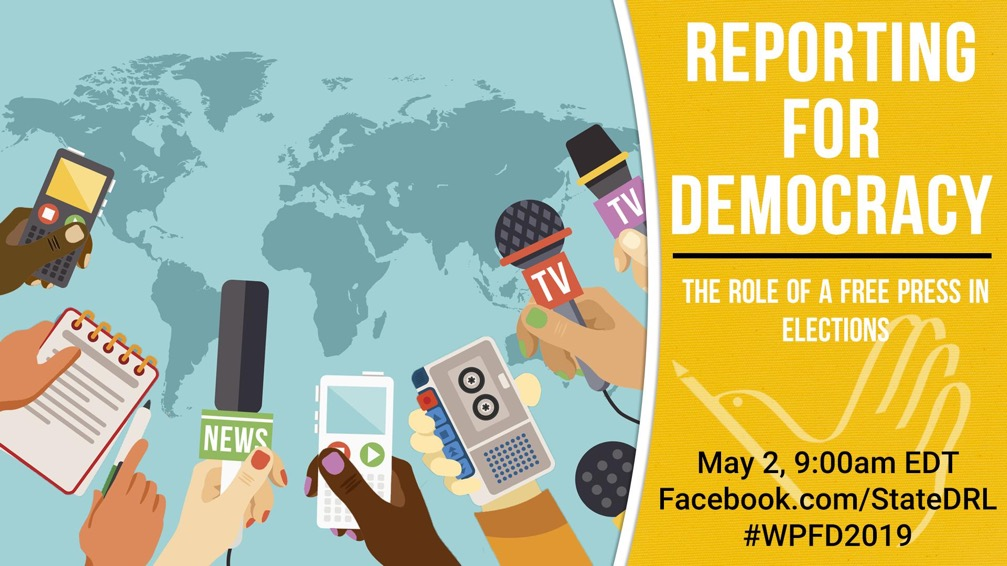 REPORTING
FOR
DEMOCRACY
THE ROLE OF A FREE PRESS IN
ELECTIONS
May 2, 9:00am EDT
Facebook.com/StateDRL
#WPFD2019
TV
TV
NEWS